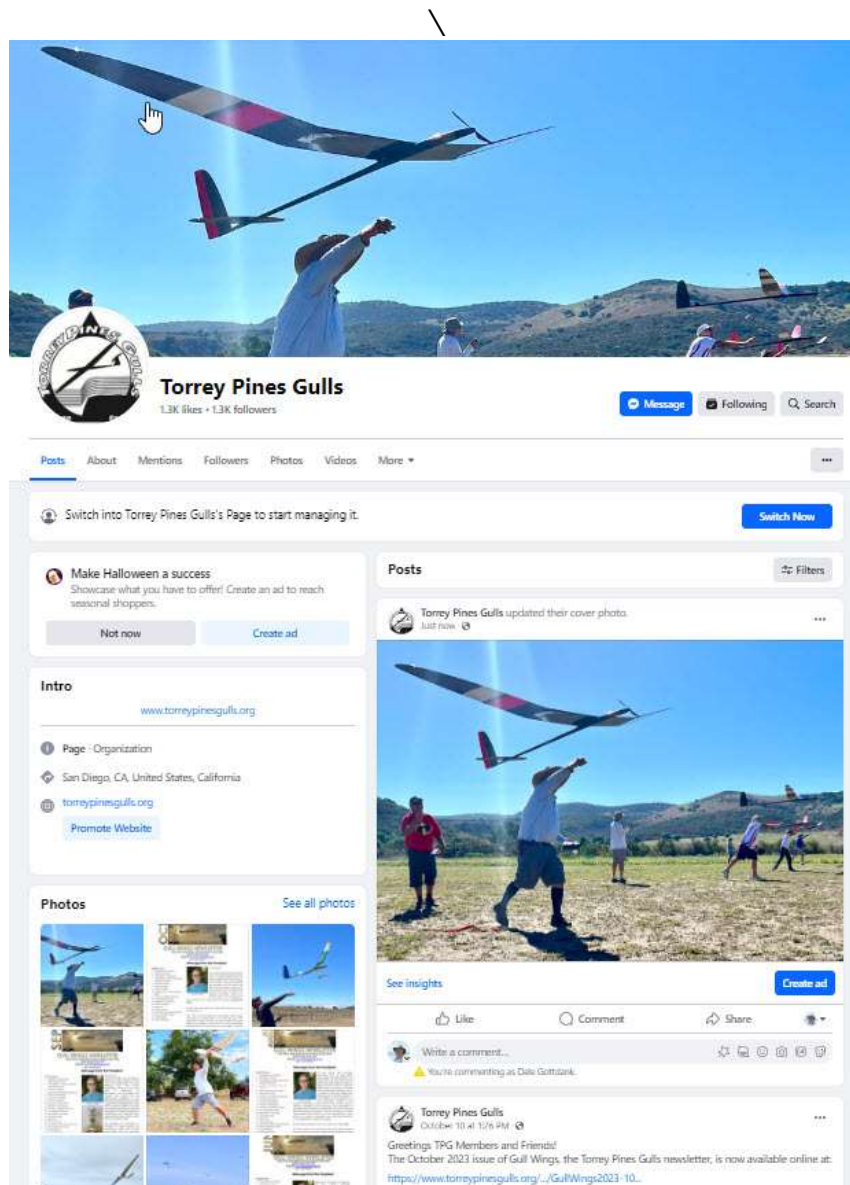 \
TORREY PINES GULLS
Torrey Pines Gulls
1.3K likes • 1.3K followers
Message
Following
Search
Posts
About
Mentions
Followers
Photos
Videos
More
Switch into Torrey Pines Gulls's Page to start managing it.
Switch Now
Make Halloween a success
Showcase what you have to offer! Create an ad to reach
seasonal shoppers.
Not now
Create ad
Intro
www.torreypinesgulls.org
Page · Organization
San Diego, CA, United States, California
torreypinesgulls.org
Promote Website
Photos
See all photos
Posts
Filters
Torrey Pines Gulls updated their cover photo.
Just now
See insights
Create ad
Like
Comment
Share
Write a comment...
You're commenting as Dale Gottdank.
Torrey Pines Gulls
October 10 at 1:26 PM
Greetings TPG Members and Friends!
The October 2023 issue of Gull Wings, the Torrey Pines Gulls newsletter, is now available online at:
https://www.torreypinesgulls.org/.../GullWings2023-10...